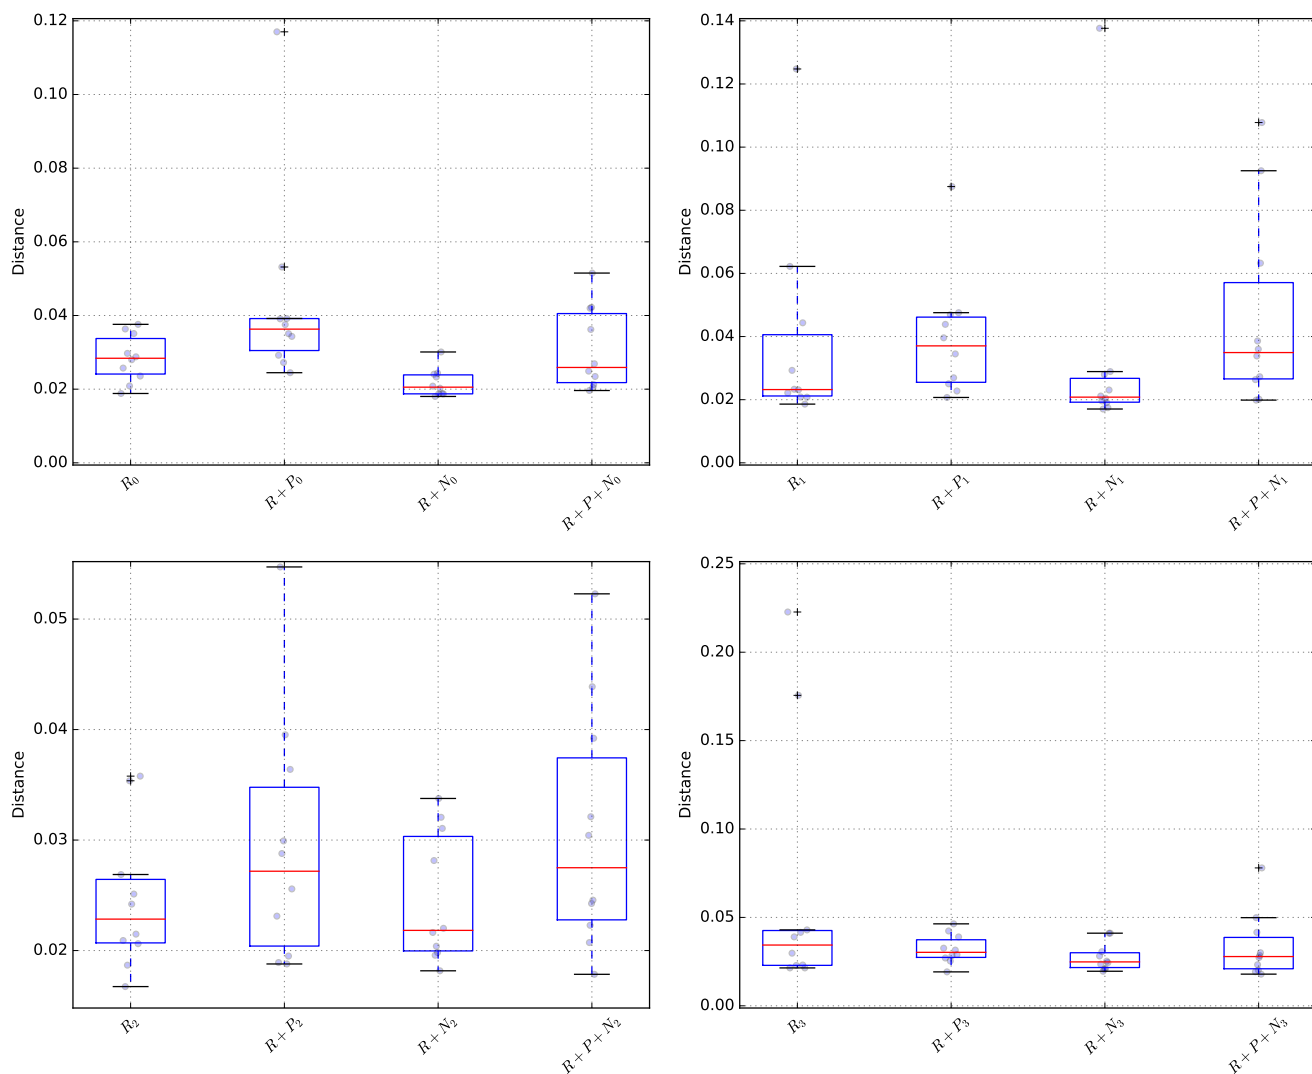 0.12
0.10
0.08
0.06
0.04
0.02
0.00
Distance
R₀
R + P₀
R + N₀
R + P + N₀
0.14
0.12
0.10
0.08
0.06
0.04
0.02
0.00
Distance
R₁
R + P₁
R + N₁
R + P + N₁
0.05
0.04
0.03
0.02
Distance
R₂
R + P₂
R + N₂
R + P + N₂
0.25
0.20
0.15
0.10
0.05
0.00
Distance
R₃
R + P₃
R + N₃
R + P + N₃